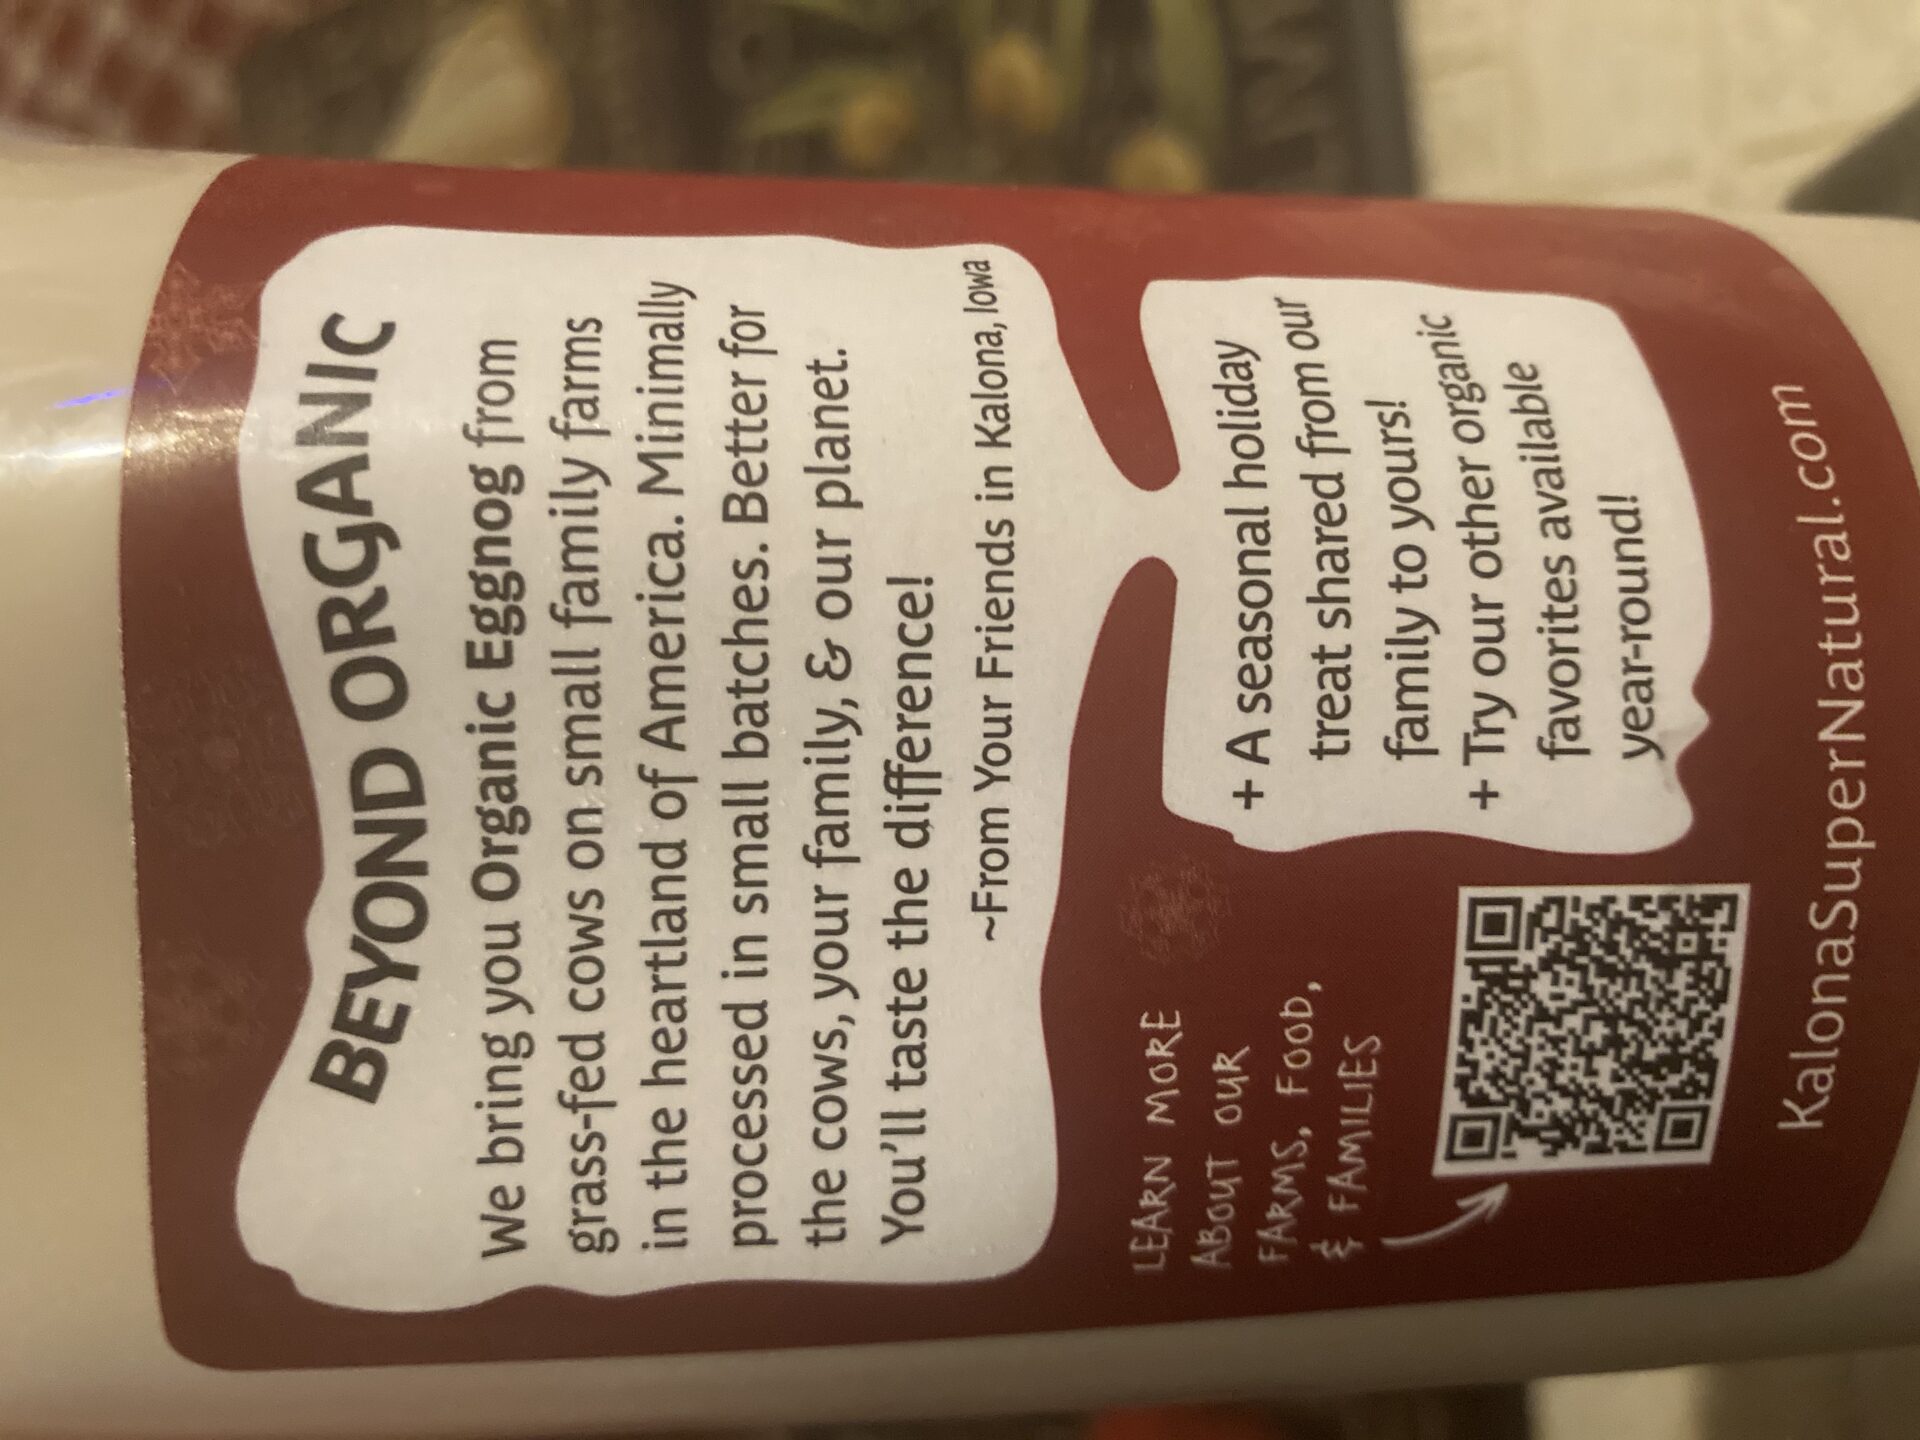 BEYOND ORGANIC
We bring you Organic Eggnog from
grass-fed cows on small family farms
in the heartland of America. Minimally
processed in small batches. Better for
the cows, your family, & our planet.
You'll taste the difference!
~From Your Friends in Kalona, Iowa
LEARN MORE
ABOUT OUR
FARMS, FOOD,
& FAMILIES
+ A seasonal holiday
treat shared from our
family to yours!
+ Try our other organic
favorites available
year-round!
KalonaSuperNatural.com